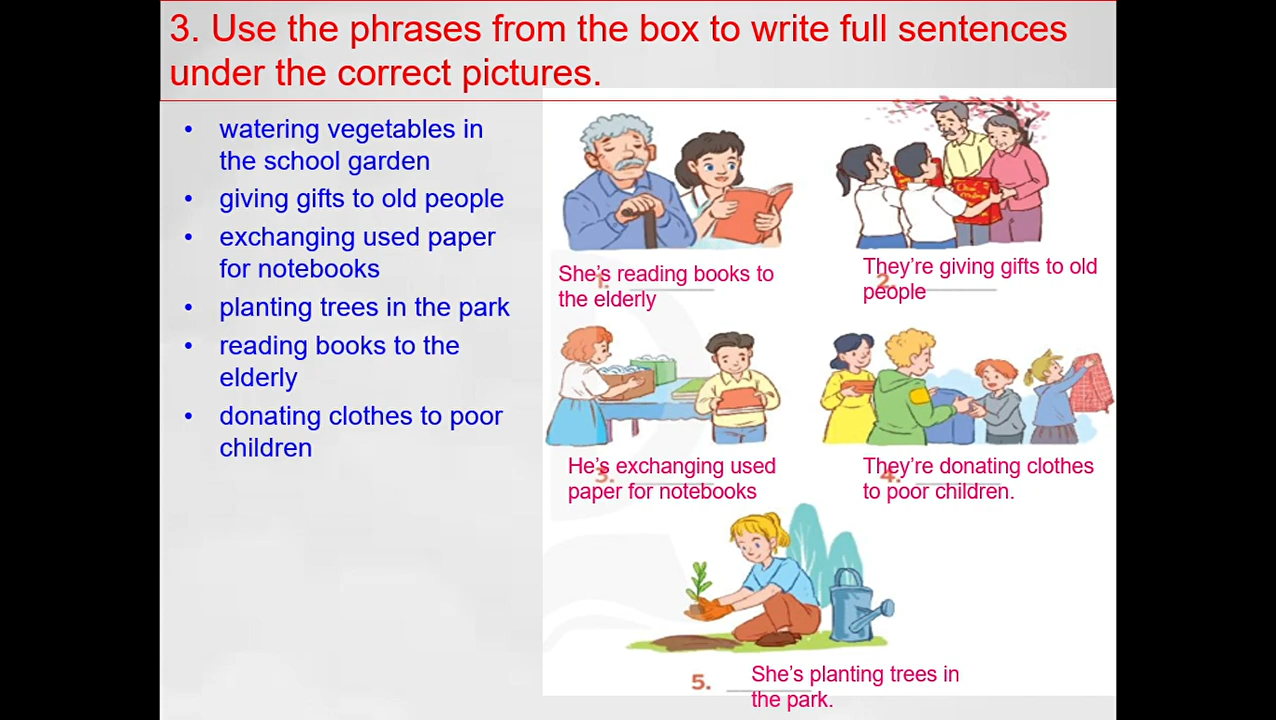 3. Use the phrases from the box to write full sentences
under the correct pictures.
• watering vegetables in
the school garden
• giving gifts to old people
• exchanging used paper
for notebooks
• planting trees in the park
• reading books to the
elderly
• donating clothes to poor
children
She's reading books to
1.
the elderly
They're giving gifts to old
2.
people
He's exchanging used
3.
paper for notebooks
They're donating clothes
4.
to poor children.
5.
She's planting trees in
the park.